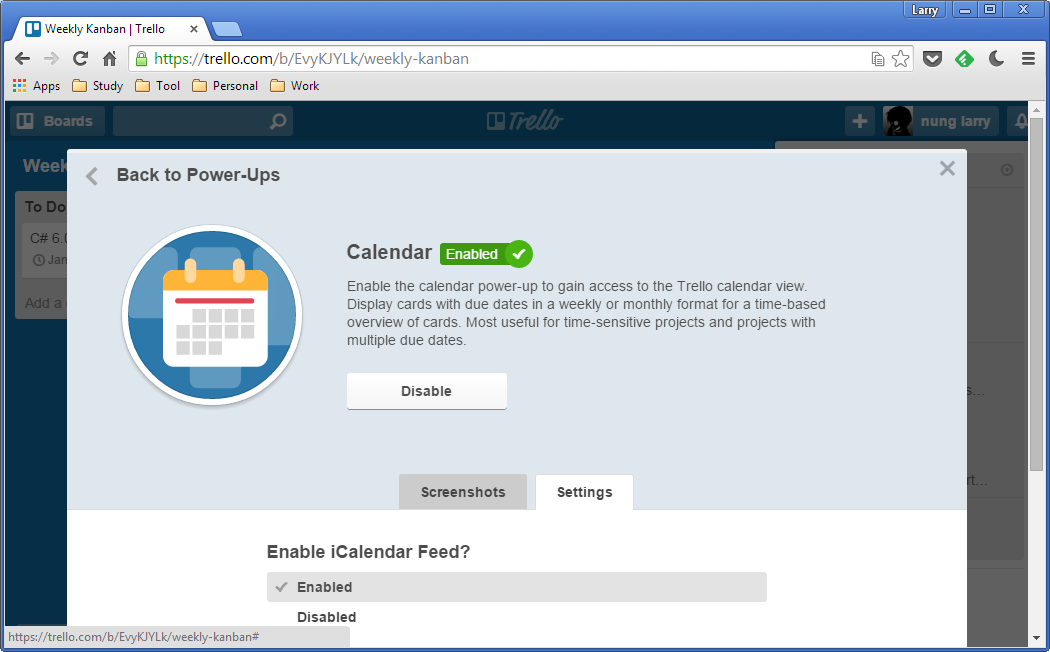 Larry
Weekly Kanban | Trello
https://trello.com/b/EvyKJYLk/weekly-kanban
Apps Study Tool Personal Work
Boards Trello nung larry
Week
Back to Power-Ups
To Do
C# 6.0
Jan
Add a
Calendar Enabled
Enable the calendar power-up to gain access to the Trello calendar view.
Display cards with due dates in a weekly or monthly format for a time-based
overview of cards. Most useful for time-sensitive projects and projects with
multiple due dates.
Disable
s...
rt...
Screenshots Settings
Enable iCalendar Feed?
Enabled
Disabled
https://trello.com/b/EvyKJYLk/weekly-kanban#